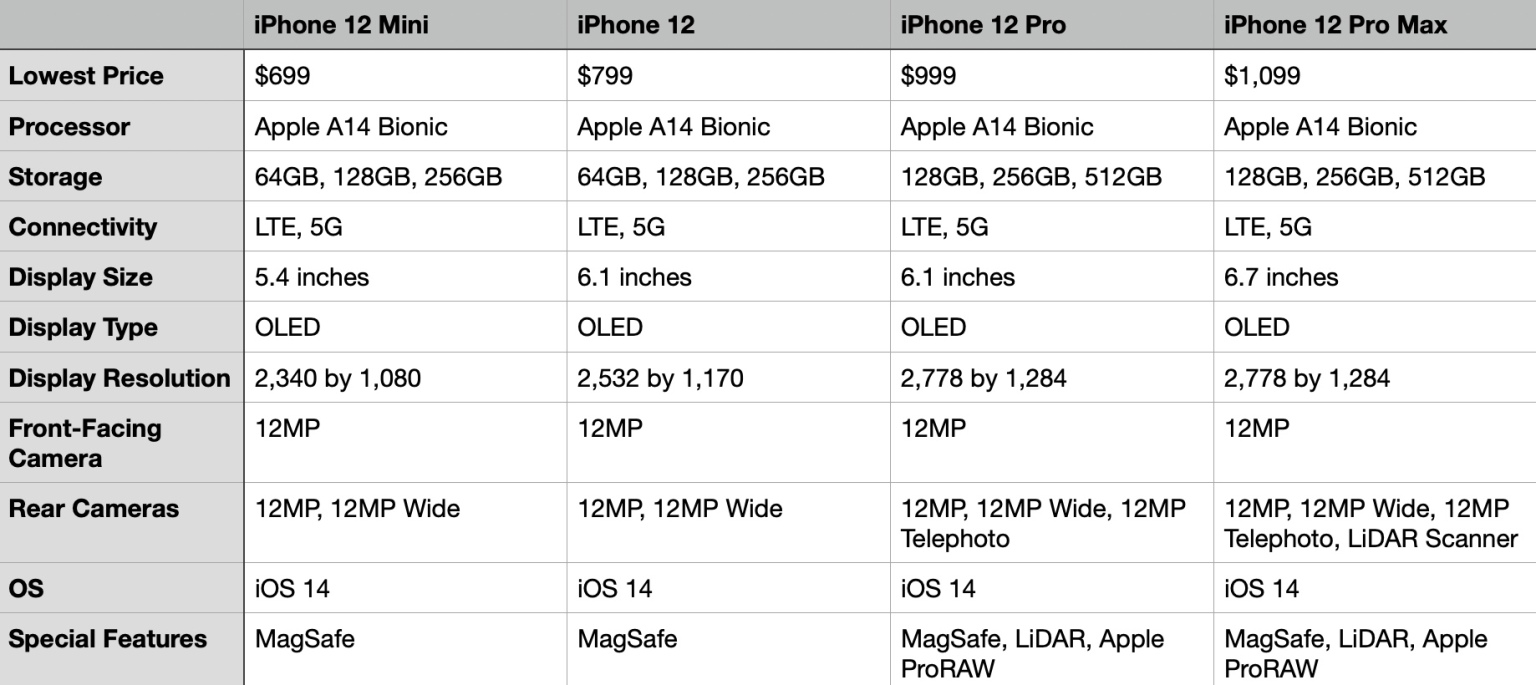 iPhone 12 Mini iPhone 12 iPhone 12 Pro iPhone 12 Pro Max
Lowest Price $699 $799 $999 $1,099
Processor Apple A14 Bionic Apple A14 Bionic Apple A14 Bionic Apple A14 Bionic
Storage 64GB, 128GB, 256GB 64GB, 128GB, 256GB 128GB, 256GB, 512GB 128GB, 256GB, 512GB
Connectivity LTE, 5G LTE, 5G LTE, 5G LTE, 5G
Display Size 5.4 inches 6.1 inches 6.1 inches 6.7 inches
Display Type OLED OLED OLED OLED
Display Resolution 2,340 by 1,080 2,532 by 1,170 2,778 by 1,284 2,778 by 1,284
Front-Facing 12MP 12MP 12MP 12MP
Camera
Rear Cameras 12MP, 12MP Wide 12MP, 12MP Wide 12MP, 12MP Wide, 12MP 12MP, 12MP Wide, 12MP
Telephoto Telephoto, LiDAR Scanner
OS iOS 14 iOS 14 iOS 14 iOS 14
Special Features MagSafe MagSafe MagSafe, LiDAR, Apple MagSafe, LiDAR, Apple
ProRAW ProRAW